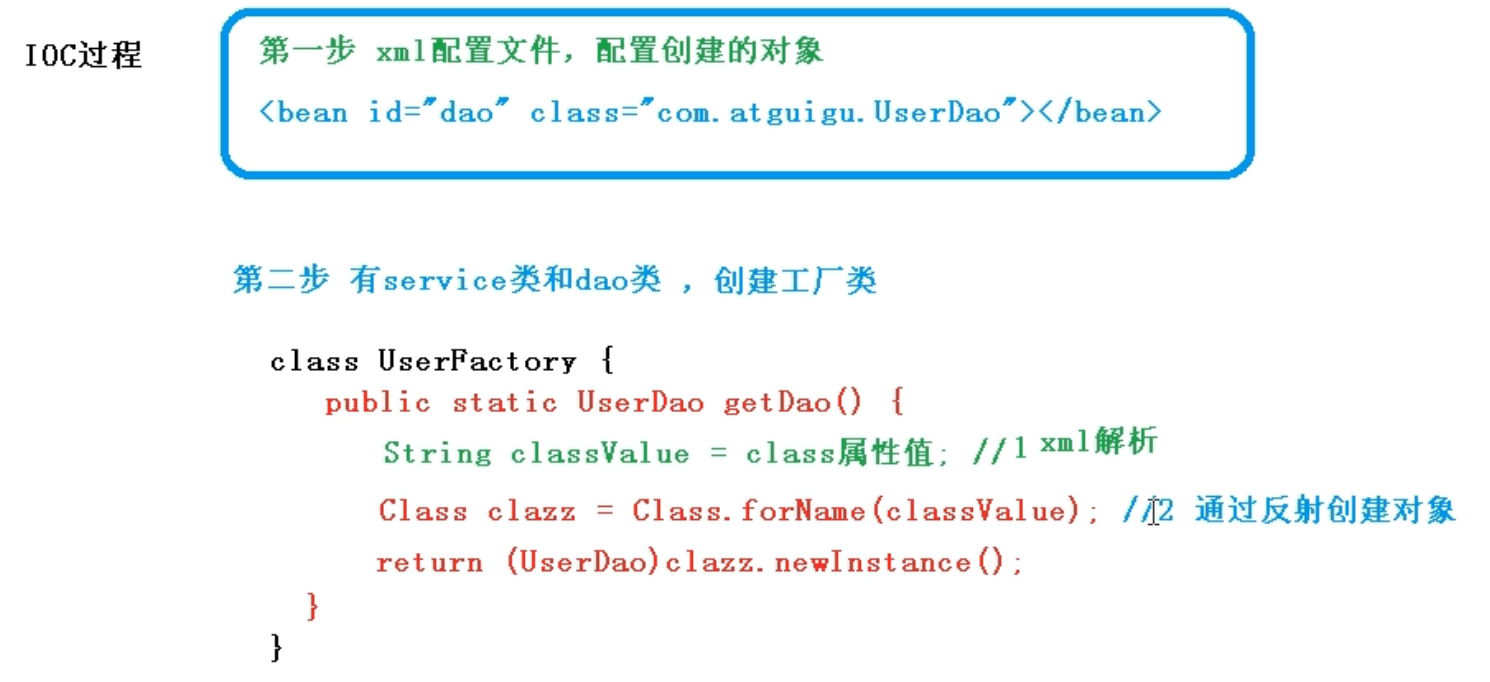 IOC过程
第一步 xml配置文件，配置创建的对象
<bean id="dao" class="com.atguigu.UserDao"></bean>
第二步 有service类和dao类 ，创建工厂类
class UserFactory {
public static UserDao getDao() {
String classValue = class属性值; //1 xml解析
Class clazz = Class.forName(classValue); //2 通过反射创建对象
return (UserDao)clazz.newInstance();
}
}